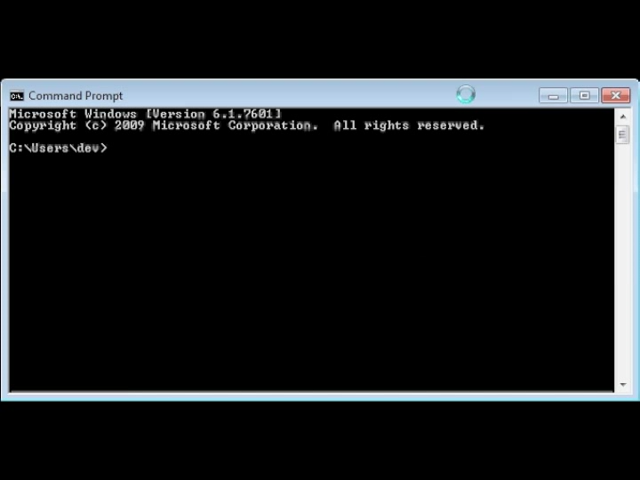 Command Prompt
Microsoft Windows [Version 6.1.7601]
Copyright (c) 2009 Microsoft Corporation.  All rights reserved.
C:\Users\dev>